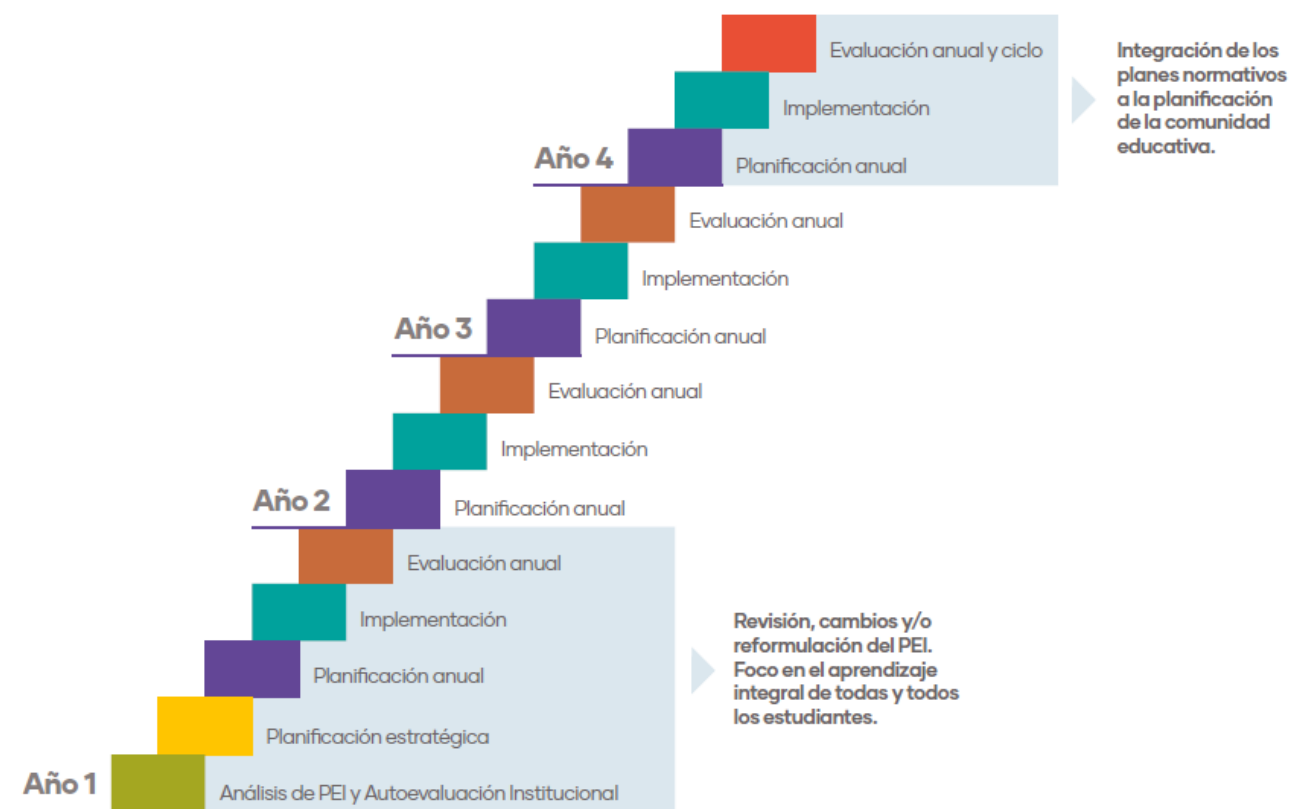 Evaluación anual y ciclo
Implementación
Año 4
Planificación anual
Integración de los
planes normativos
a la planificación
de la comunidad
educativa.
Evaluación anual
Implementación
Año 3
Planificación anual
Evaluación anual
Implementación
Año 2
Planificación anual
Evaluación anual
Implementación
Planificación anual
Planificación estratégica
Año 1
Análisis de PEI y Autoevaluación Institucional
Revisión, cambios y/o
reformulación del PEI.
Foco en el aprendizaje
integral de todas y todos
los estudiantes.